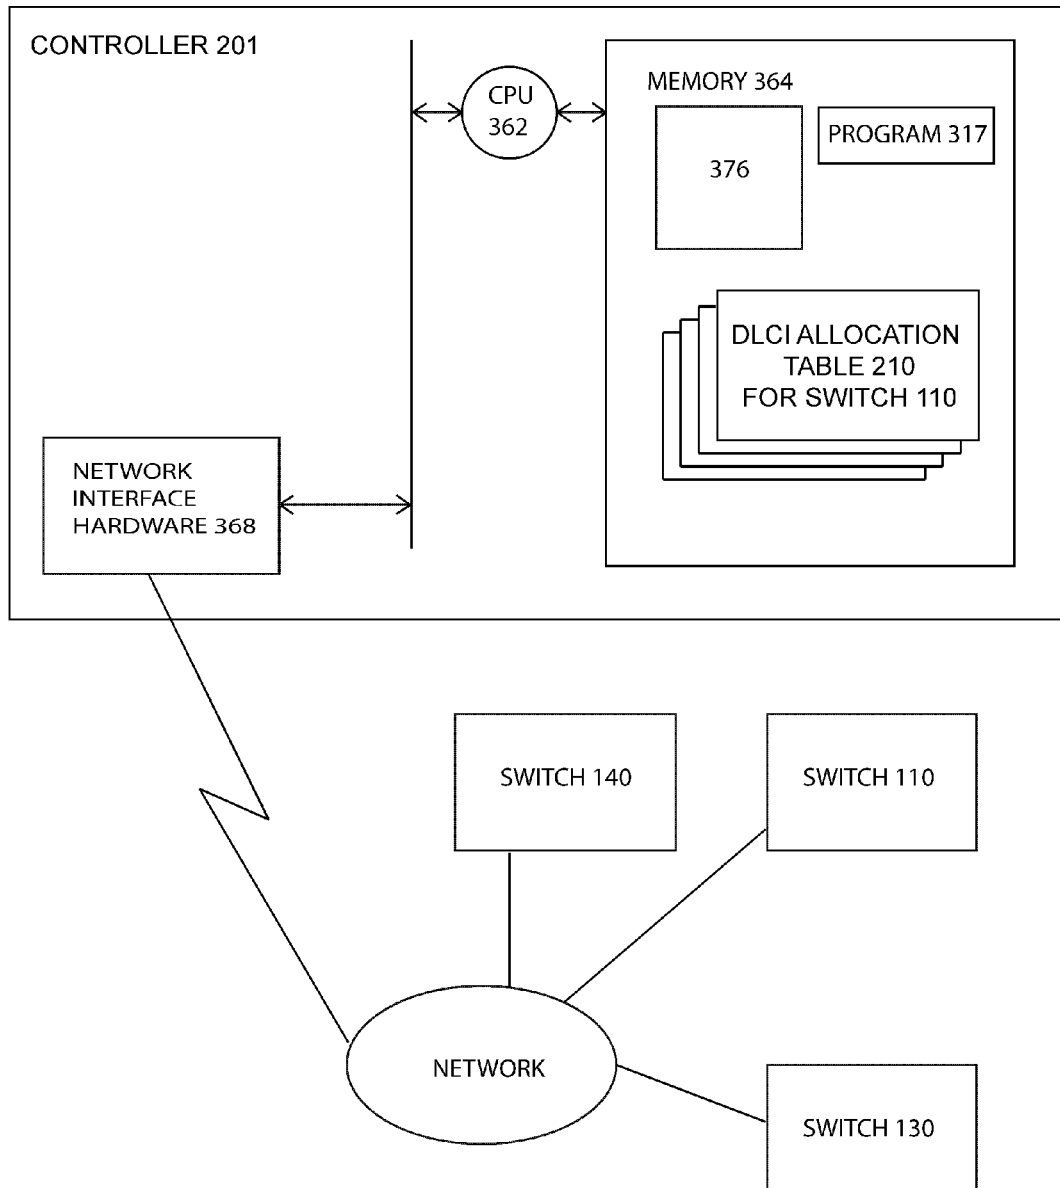 CONTROLLER 201
CPU
362
MEMORY 364
376
PROGRAM 317
DLCI ALLOCATION
TABLE 210
FOR SWITCH 110
NETWORK
INTERFACE
HARDWARE 368
SWITCH 140
SWITCH 110
NETWORK
SWITCH 130